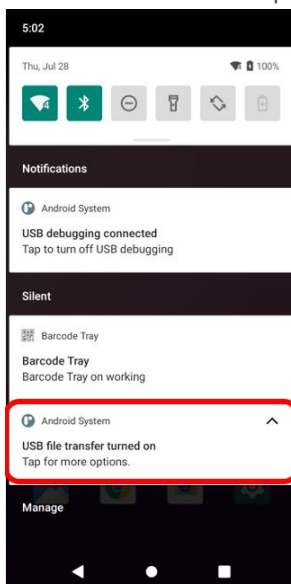 5:02
Thu, Jul 28
100%
4
Notifications
Android System
USB debugging connected
Tap to turn off USB debugging
Silent
Barcode Tray
Barcode Tray
Barcode Tray on working
Android System
USB file transfer turned on
Tap for more options.
Manage